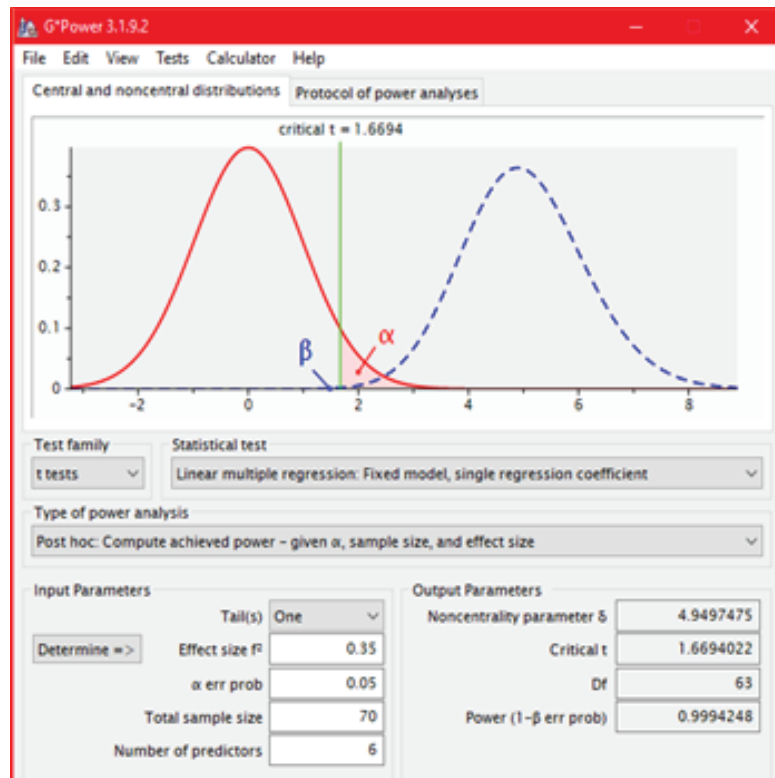 G*Power 3.1.9.2
File Edit View Tests Calculator Help
Central and noncentral distributions Protocol of power analyses
critical t = 1.6694
0.3
0.2
0.1
0
β
α
-2 0 2 4 6 8
Test family Statistical test
t tests Linear multiple regression: Fixed model, single regression coefficient
Type of power analysis
Post hoc: Compute achieved power – given α, sample size, and effect size
Input Parameters Output Parameters
Tail(s) One Noncentrality parameter δ 4.9497475
Determine => Effect size f² 0.35 Critical t 1.6694022
α err prob 0.05 Df 63
Total sample size 70 Power (1-β err prob) 0.9994248
Number of predictors 6